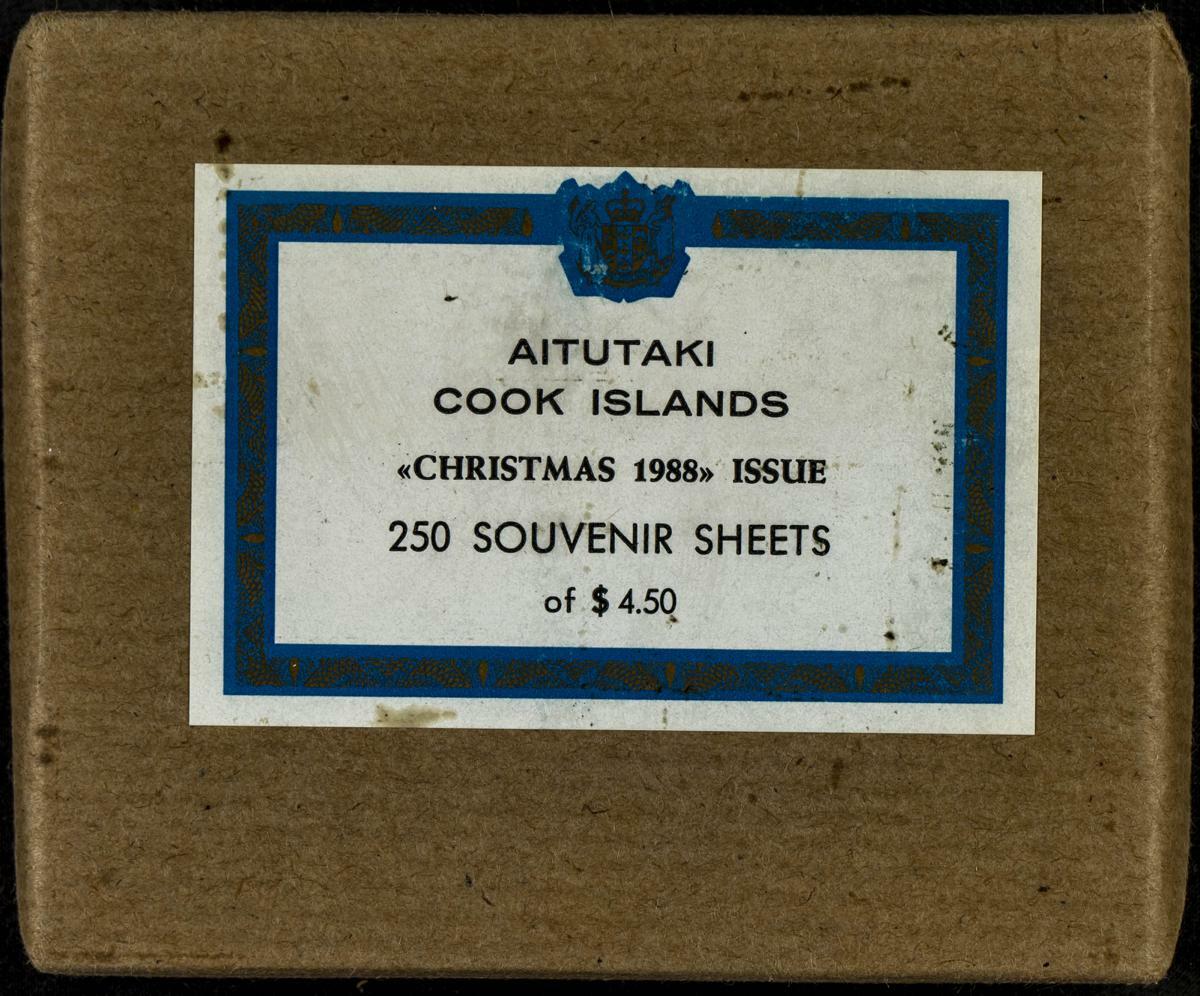 AITUTAKI
COOK ISLANDS
«CHRISTMAS 1988» ISSUE
250 SOUVENIR SHEETS
of $ 4.50